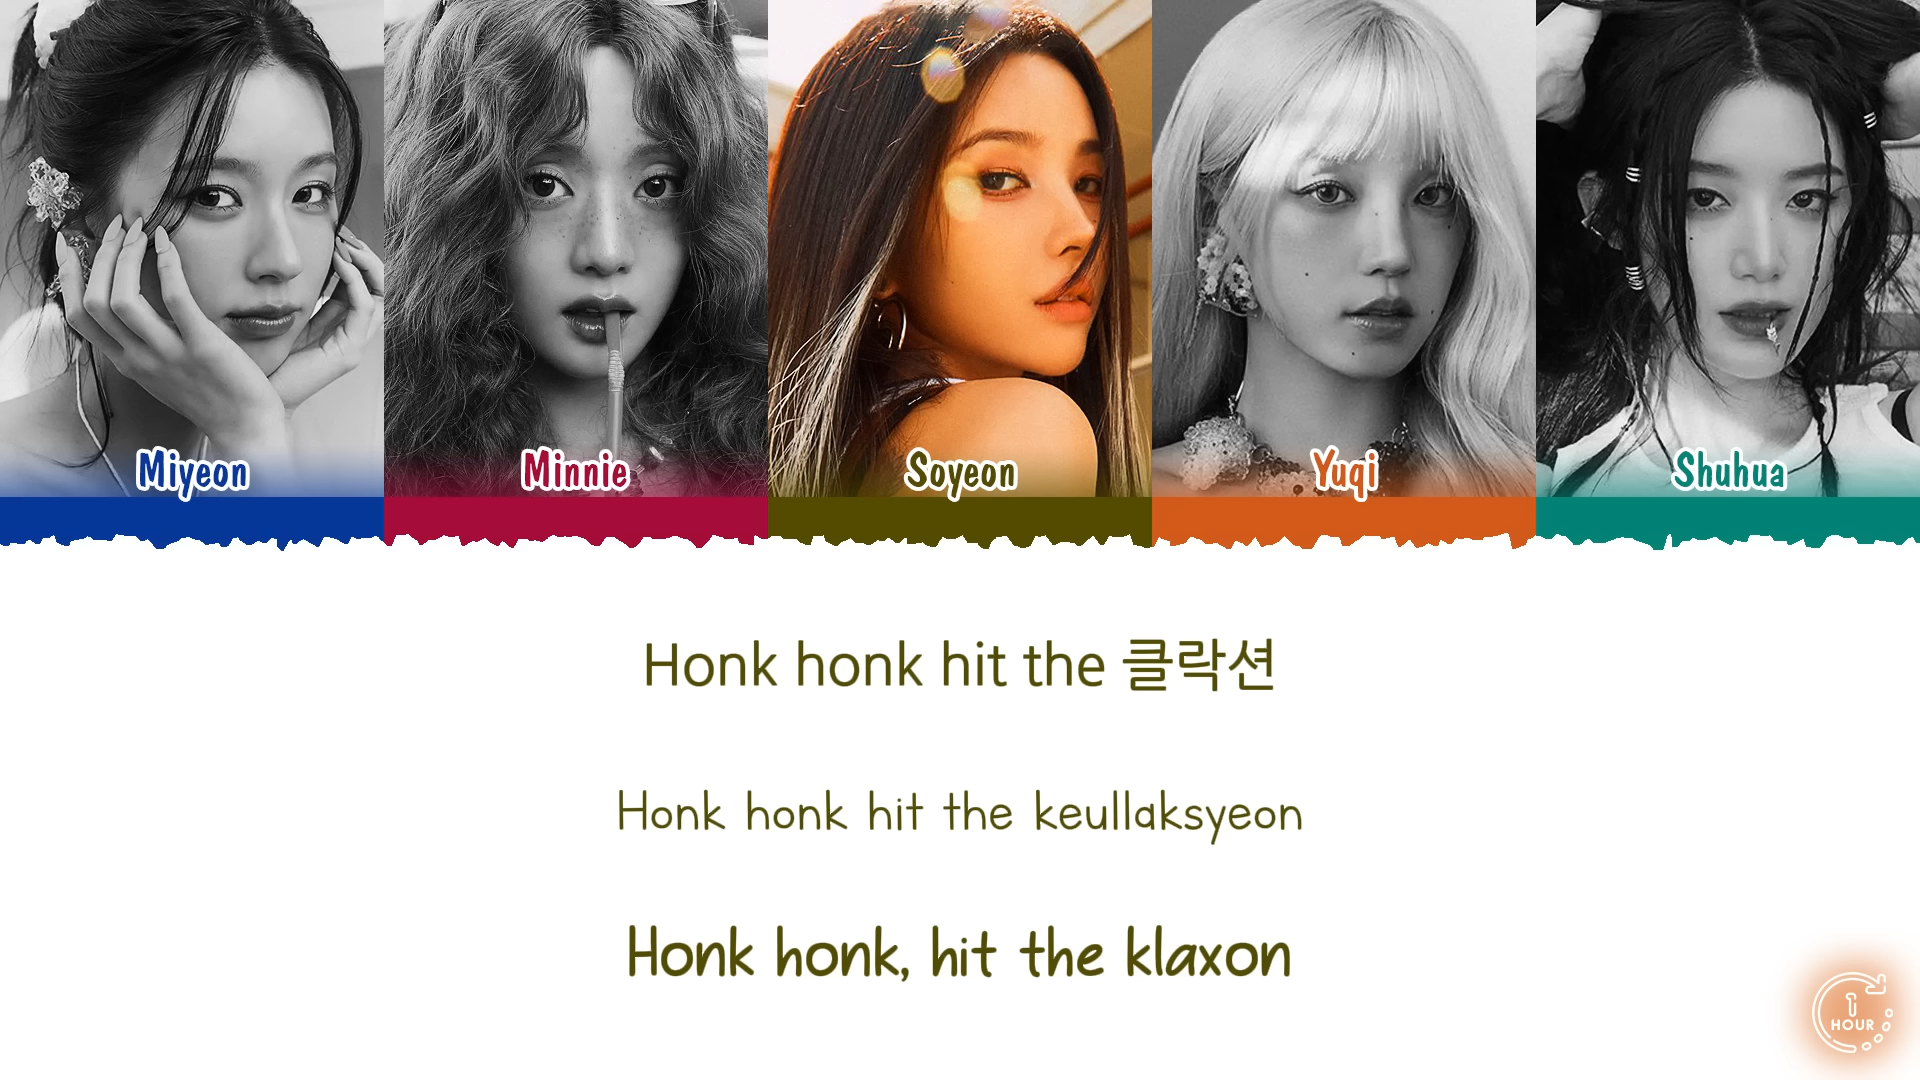 Miyeon
Minnie
Soyeon
Yuqi
Shuhua
Honk honk hit the 클락션
Honk honk hit the keullaksyeon
Honk honk, hit the klaxon
1
HOUR